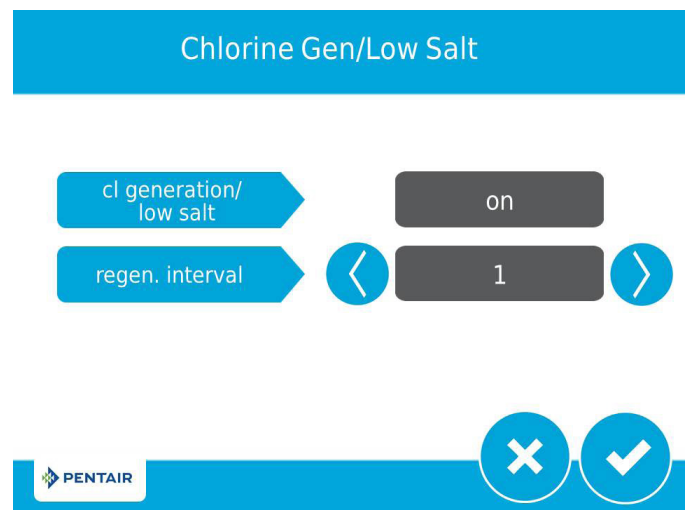 Chlorine Gen/Low Salt
cl generation/
low salt
on
regen. interval
1
PENTAIR